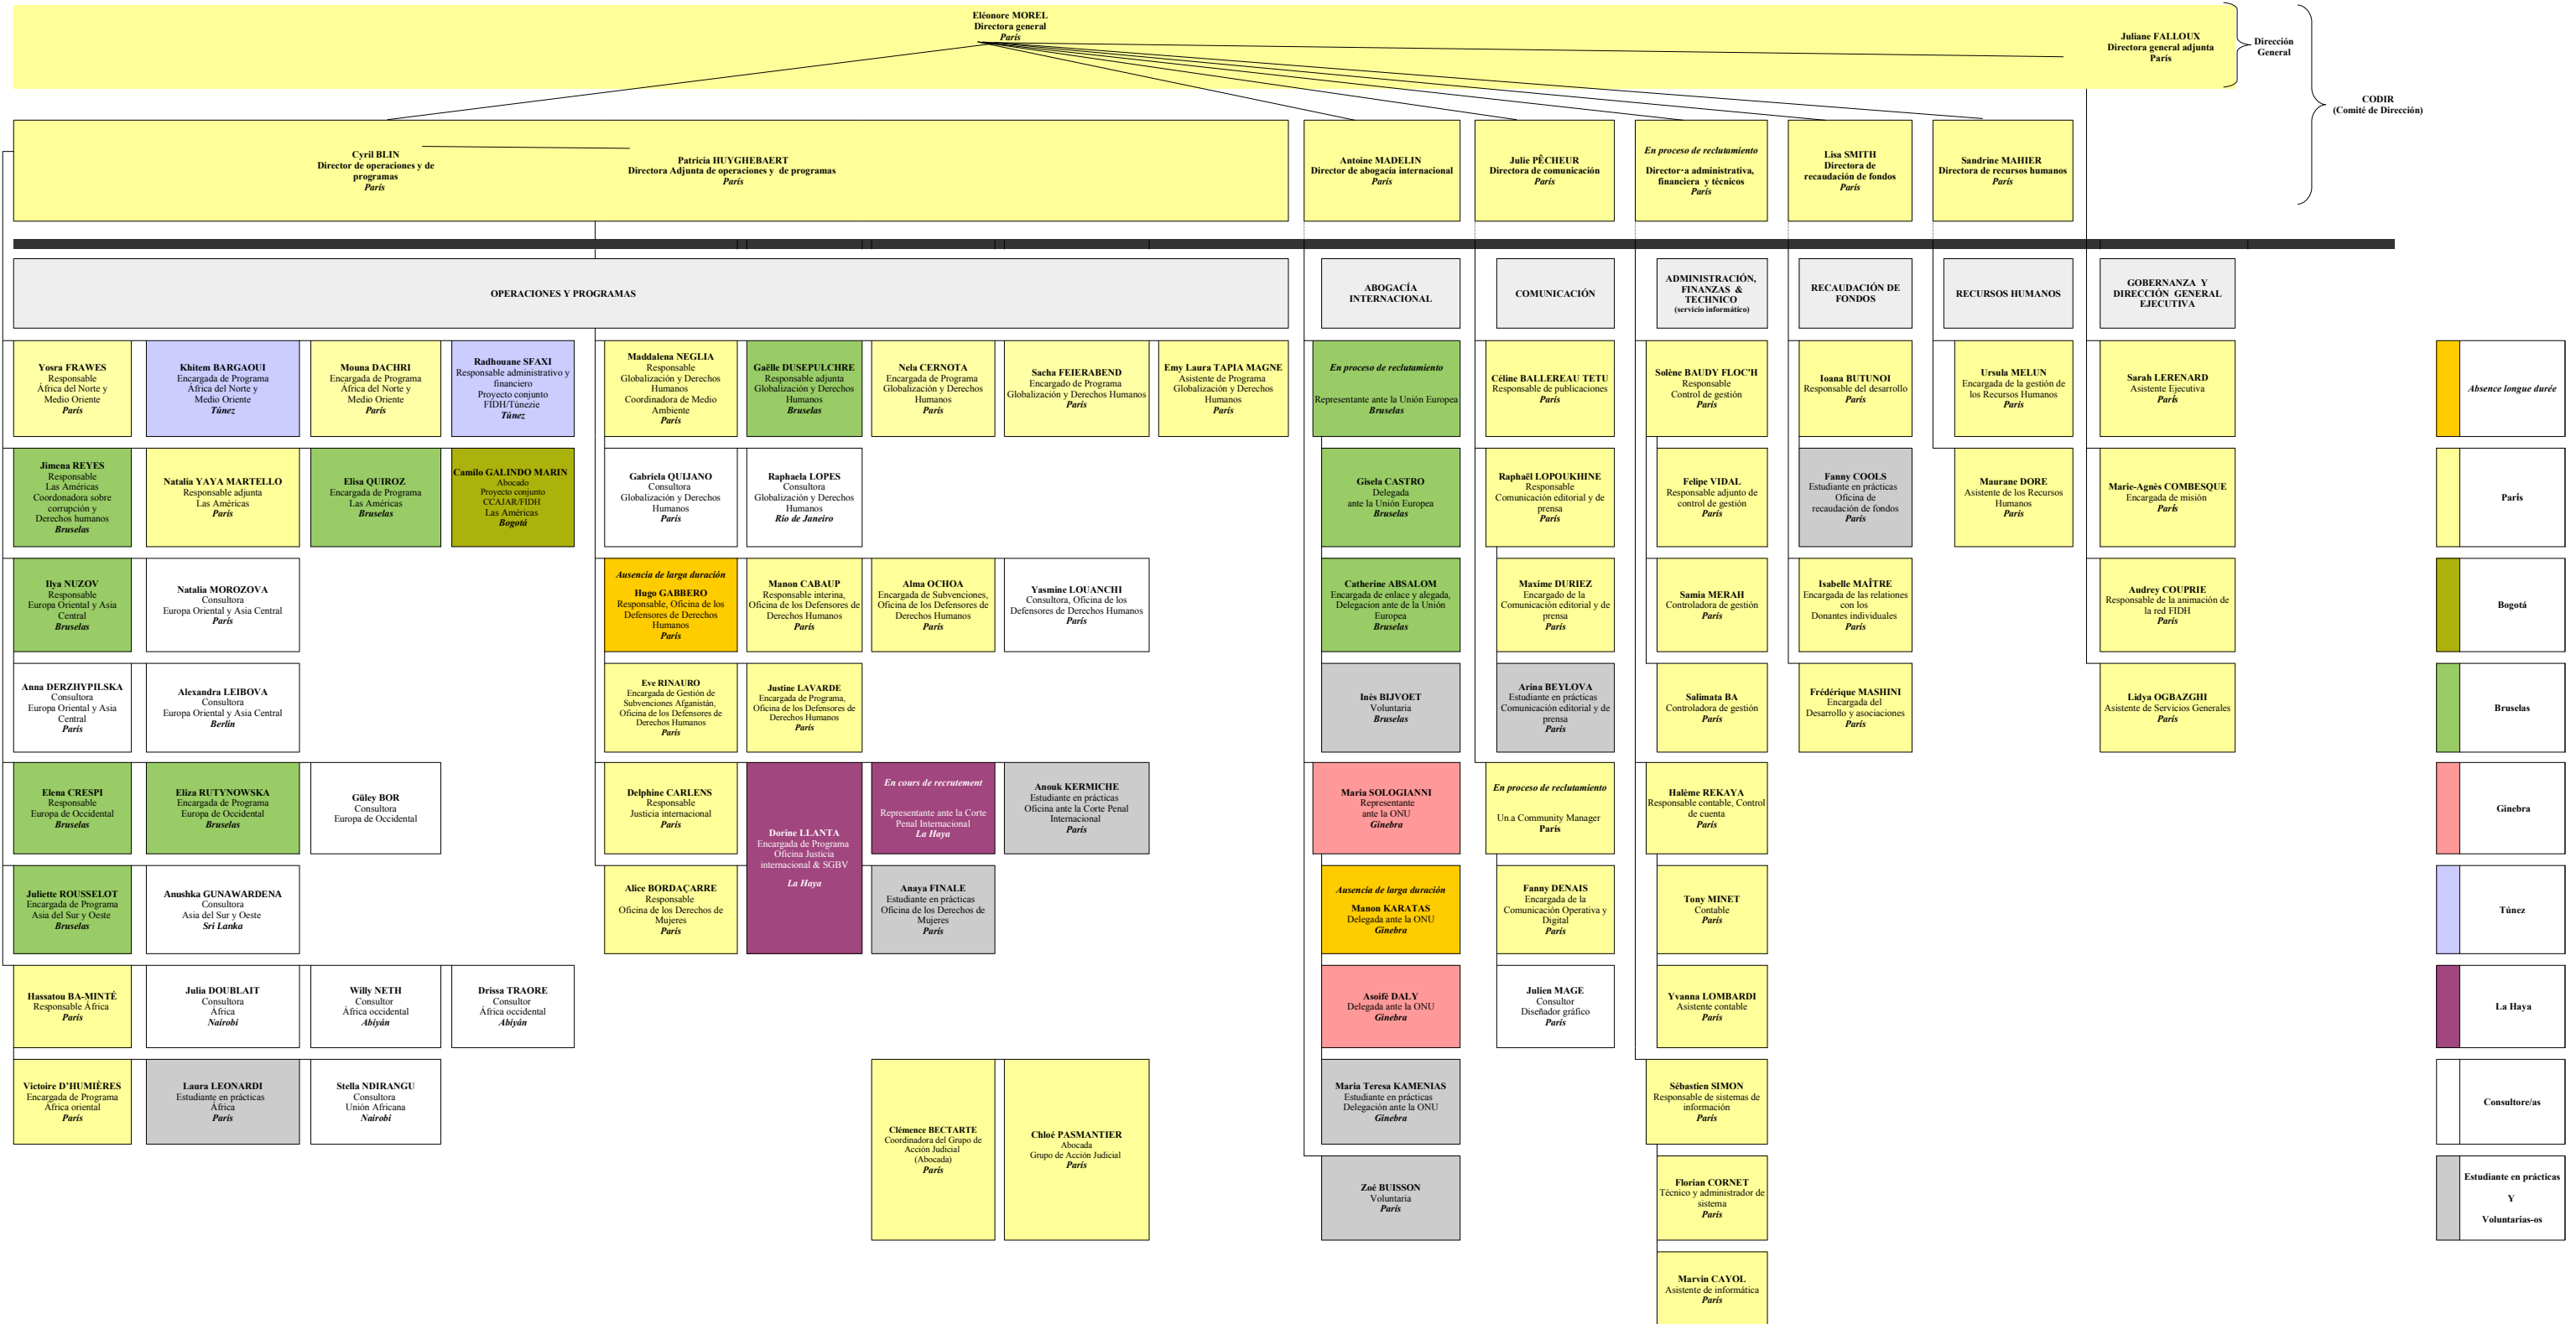 Eléonore MOREL
Directora general
París
Juliane FALLOUX
Directora general adjunta
París
Dirección
General
CODIR
(Comité de Dirección)
Cyril BLIN
Director de operaciones y de
programas
París
Patricia HUYGHEBAERT
Directora Adjunta de operaciones y de programas
París
Antoine MADELIN
Director de abogacía internacional
París
Julie PÊCHEUR
Directora de comunicación
París
En proceso de reclutamiento
Director·a administrativa,
financiera y técnicos
París
Lisa SMITH
Directora de
recaudación de fondos
París
Sandrine MAHIER
Directora de recursos humanos
París
OPERACIONES Y PROGRAMAS
ABOGACÍA
INTERNACIONAL
COMUNICACIÓN
ADMINISTRACIÓN,
FINANZAS &
TECHNICO
(servicio informático)
RECAUDACIÓN DE
FONDOS
RECURSOS HUMANOS
GOBERNANZA Y
DIRECCIÓN GENERAL
EJECUTIVA
Yosra FRAWES
Responsable
África del Norte y
Medio Oriente
París
Khitem BARGAOUI
Encargada de Programa
África del Norte y
Medio Oriente
Túnez
Mouna DACHRI
Encargada de Programa
África del Norte y
Medio Oriente
París
Radhouane SFAXI
Responsable administrativo y
financiero
Proyecto conjunto
FIDH/Túnezie
Túnez
Maddalena NEGLIA
Responsable
Globalización y Derechos
Humanos
Coordinadora de Medio
Ambiente
París
Gaëlle DUSEPULCHRE
Responsable adjunta
Globalización y Derechos
Humanos
Bruselas
Nela CERNOTA
Encargada de Programa
Globalización y Derechos
Humanos
París
Sacha FEIERABEND
Encargado de Programa
Globalización y Derechos Humanos
París
Emy Laura TAPIA MAGNE
Asistente de Programa
Globalización y Derechos
Humanos
París
En proceso de reclutamiento
Representante ante la Unión Europea
Bruselas
Céline BALLEREAU TETU
Responsable de publicaciones
París
Solène BAUDY FLOC'H
Responsable
Control de gestión
París
Ioana BUTUNOI
Responsable del desarrollo
París
Ursula MELUN
Encargada de la gestión de
los Recursos Humanos
París
Sarah LERENARD
Asistente Ejecutiva
París
Absence longue durée
Jimena REYES
Responsable
Las Américas
Coordonadora sobre
corrupción y
Derechos humanos
Bruselas
Natalia YAYA MARTELLO
Responsable adjunta
Las Américas
París
Elisa QUIROZ
Encargada de Programa
Las Américas
Bruselas
Camilo GALINDO MARIN
Abocado
Proyecto conjunto
CCAJAR/FIDH
Las Américas
Bogotá
Gabriela QUIJANO
Consultora
Globalización y Derechos
Humanos
París
Raphaela LOPES
Consultora
Globalización y Derechos
Humanos
Río de Janeiro
Gisela CASTRO
Delegada
ante la Unión Europea
Bruselas
Raphaël LOPOUKHINE
Responsable
Comunicación editorial y de
prensa
París
Felipe VIDAL
Responsable adjunto de
control de gestión
París
Fanny COOLS
Estudiante en prácticas
Oficina de
recaudación de fondos
París
Maurane DORE
Asistente de los Recursos
Humanos
París
Marie-Agnès COMBESQUE
Encargada de misión
París
París
Ilya NUZOV
Responsable
Europa Oriental y Asia
Central
Bruselas
Natalia MOROZOVA
Consultora
Europa Oriental y Asia Central
París
Ausencia de larga duración
Hugo GABBERO
Responsable, Oficina de los
Defensores de Derechos
Humanos
París
Manon CABAUP
Responsable interina,
Oficina de los Defensores de
Derechos Humanos
París
Alma OCHOA
Encargada de Subvenciones,
Oficina de los Defensores de
Derechos Humanos
París
Yasmine LOUANCHI
Consultora, Oficina de los
Defensores de Derechos Humanos
París
Catherine ABSALOM
Encargada de enlace y alegada,
Delegacion ante de la Unión
Europea
Bruselas
Maxime DURIEZ
Encargado de la
Comunicación editorial y de
prensa
París
Samia MERAH
Controladora de gestión
París
Isabelle MAÎTRE
Encargada de las relaciones
con los
Donantes individuales
París
Audrey COUPRIE
Responsable de la animación de
la red FIDH
París
Bogotá
Anna DERZHYPILSKA
Consultora
Europa Oriental y Asia
Central
París
Alexandra LEIBOVA
Consultora
Europa Oriental y Asia Central
Berlín
Eve RINAURO
Encargada de Gestión de
Subvenciones Afganistán,
Oficina de los Defensores de
Derechos Humanos
París
Justine LAVARDE
Encargada de Programa,
Oficina de los Defensores de
Derechos Humanos
París
Inès BIJVOET
Voluntaria
Bruselas
Arina BEYLOVA
Estudiante en prácticas
Comunicación editorial y de
prensa
París
Salimata BA
Controladora de gestión
París
Frédérique MASHINI
Encargada del
Desarrollo y asociaciones
París
Lidya OGBAZGHI
Asistente de Servicios Generales
París
Bruselas
Elena CRESPI
Responsable
Europa de Occidental
Bruselas
Eliza RUTYNOWSKA
Encargada de Programa
Europa de Occidental
Bruselas
Güley BOR
Consultora
Europa de Occidental
Delphine CARLENS
Responsable
Justicia internacional
París
Dorine LLANTA
Encargada de Programa
Oficina Justicia
internacional & SGBV
La Haya
En cours de recrutement
Representante ante la Corte
Penal Internacional
La Haya
Anouk KERMICHE
Estudiante en prácticas
Oficina ante la Corte Penal
Internacional
París
Maria SOLOGIANNI
Representante
ante la ONU
Ginebra
En proceso de reclutamiento
Un.a Community Manager
París
Halème REKAYA
Responsable contable, Control
de cuenta
París
Ginebra
Juliette ROUSSELOT
Encargada de Programa
Asia del Sur y Oeste
Bruselas
Anushka GUNAWARDENA
Consultora
Asia del Sur y Oeste
Sri Lanka
Alice BORDAÇARRE
Responsable
Oficina de los Derechos de
Mujeres
París
Anaya FINALE
Estudiante en prácticas
Oficina de los Derechos de
Mujeres
París
Ausencia de larga duración
Manon KARATAS
Delegada ante la ONU
Ginebra
Fanny DENAIS
Encargada de la
Comunicación Operativa y
Digital
París
Tony MINET
Contable
París
Túnez
Hassatou BA-MINTÉ
Responsable África
París
Julia DOUBLAIT
Consultora
África
Nairobi
Willy NETH
Consultor
África occidental
Abiyán
Drissa TRAORE
Consultor
África occidental
Abiyán
Asoifé DALY
Delegada ante la ONU
Ginebra
Julien MAGE
Consultor
Diseñador gráfico
París
Yvanna LOMBARDI
Asistente contable
París
La Haya
Victoire D'HUMIÈRES
Encargada de Programa
África oriental
París
Laura LEONARDI
Estudiante en prácticas
África
París
Stella NDIRANGU
Consultora
Unión Africana
Nairobi
Clémence BECTARTE
Coordinadora del Grupo de
Acción Judicial
(Abocada)
París
Chloé PASMANTIER
Abocada
Grupo de Acción Judicial
París
Maria Teresa KAMENIAS
Estudiante en prácticas
Delegación ante la ONU
Ginebra
Sébastien SIMON
Responsable de sistemas de
información
París
Consultore/as
Zoé BUISSON
Voluntaria
París
Florian CORNET
Técnico y administrador de
sistema
París
Estudiante en prácticas
Y
Voluntarias-os
Marvin CAYOL
Asistente de informática
París